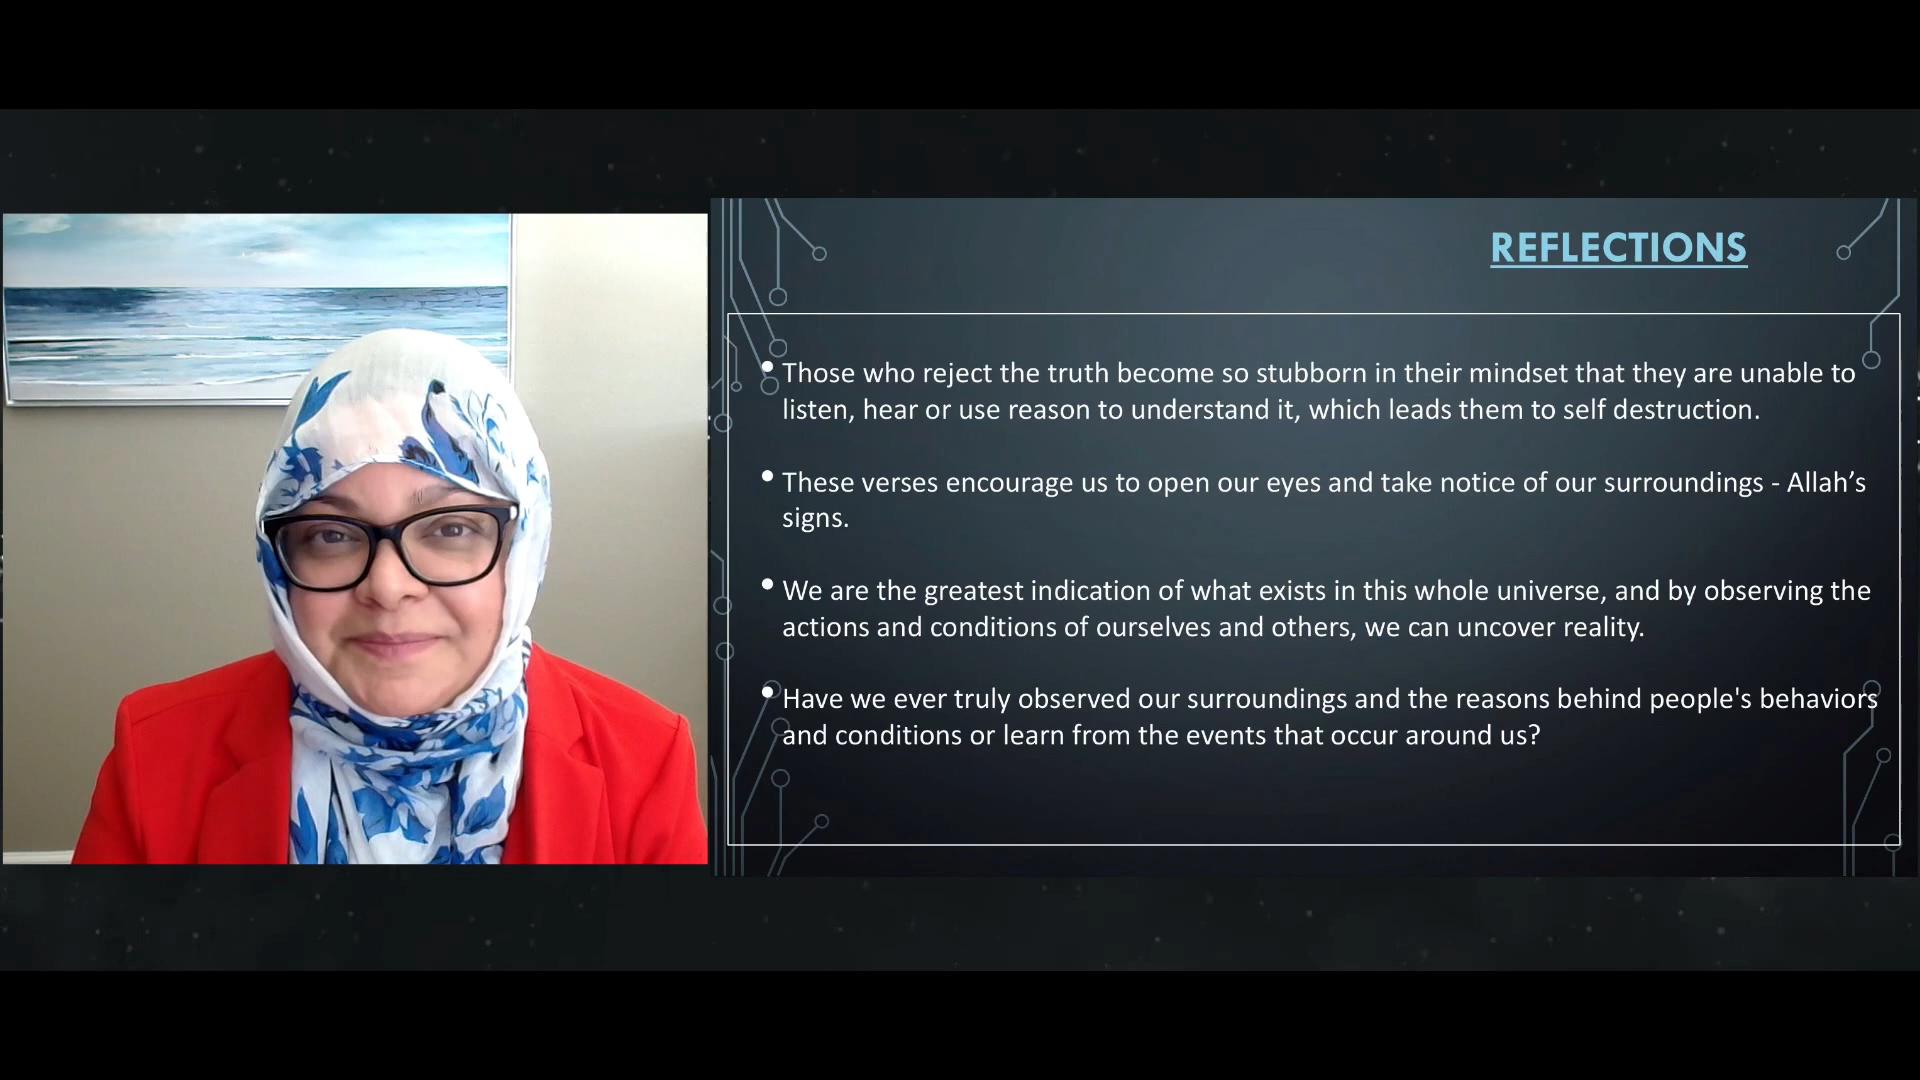 REFLECTIONS
• Those who reject the truth become so stubborn in their mindset that they are unable to
listen, hear or use reason to understand it, which leads them to self destruction.
• These verses encourage us to open our eyes and take notice of our surroundings - Allah’s
signs.
• We are the greatest indication of what exists in this whole universe, and by observing the
actions and conditions of ourselves and others, we can uncover reality.
• Have we ever truly observed our surroundings and the reasons behind people's behaviors
and conditions or learn from the events that occur around us?